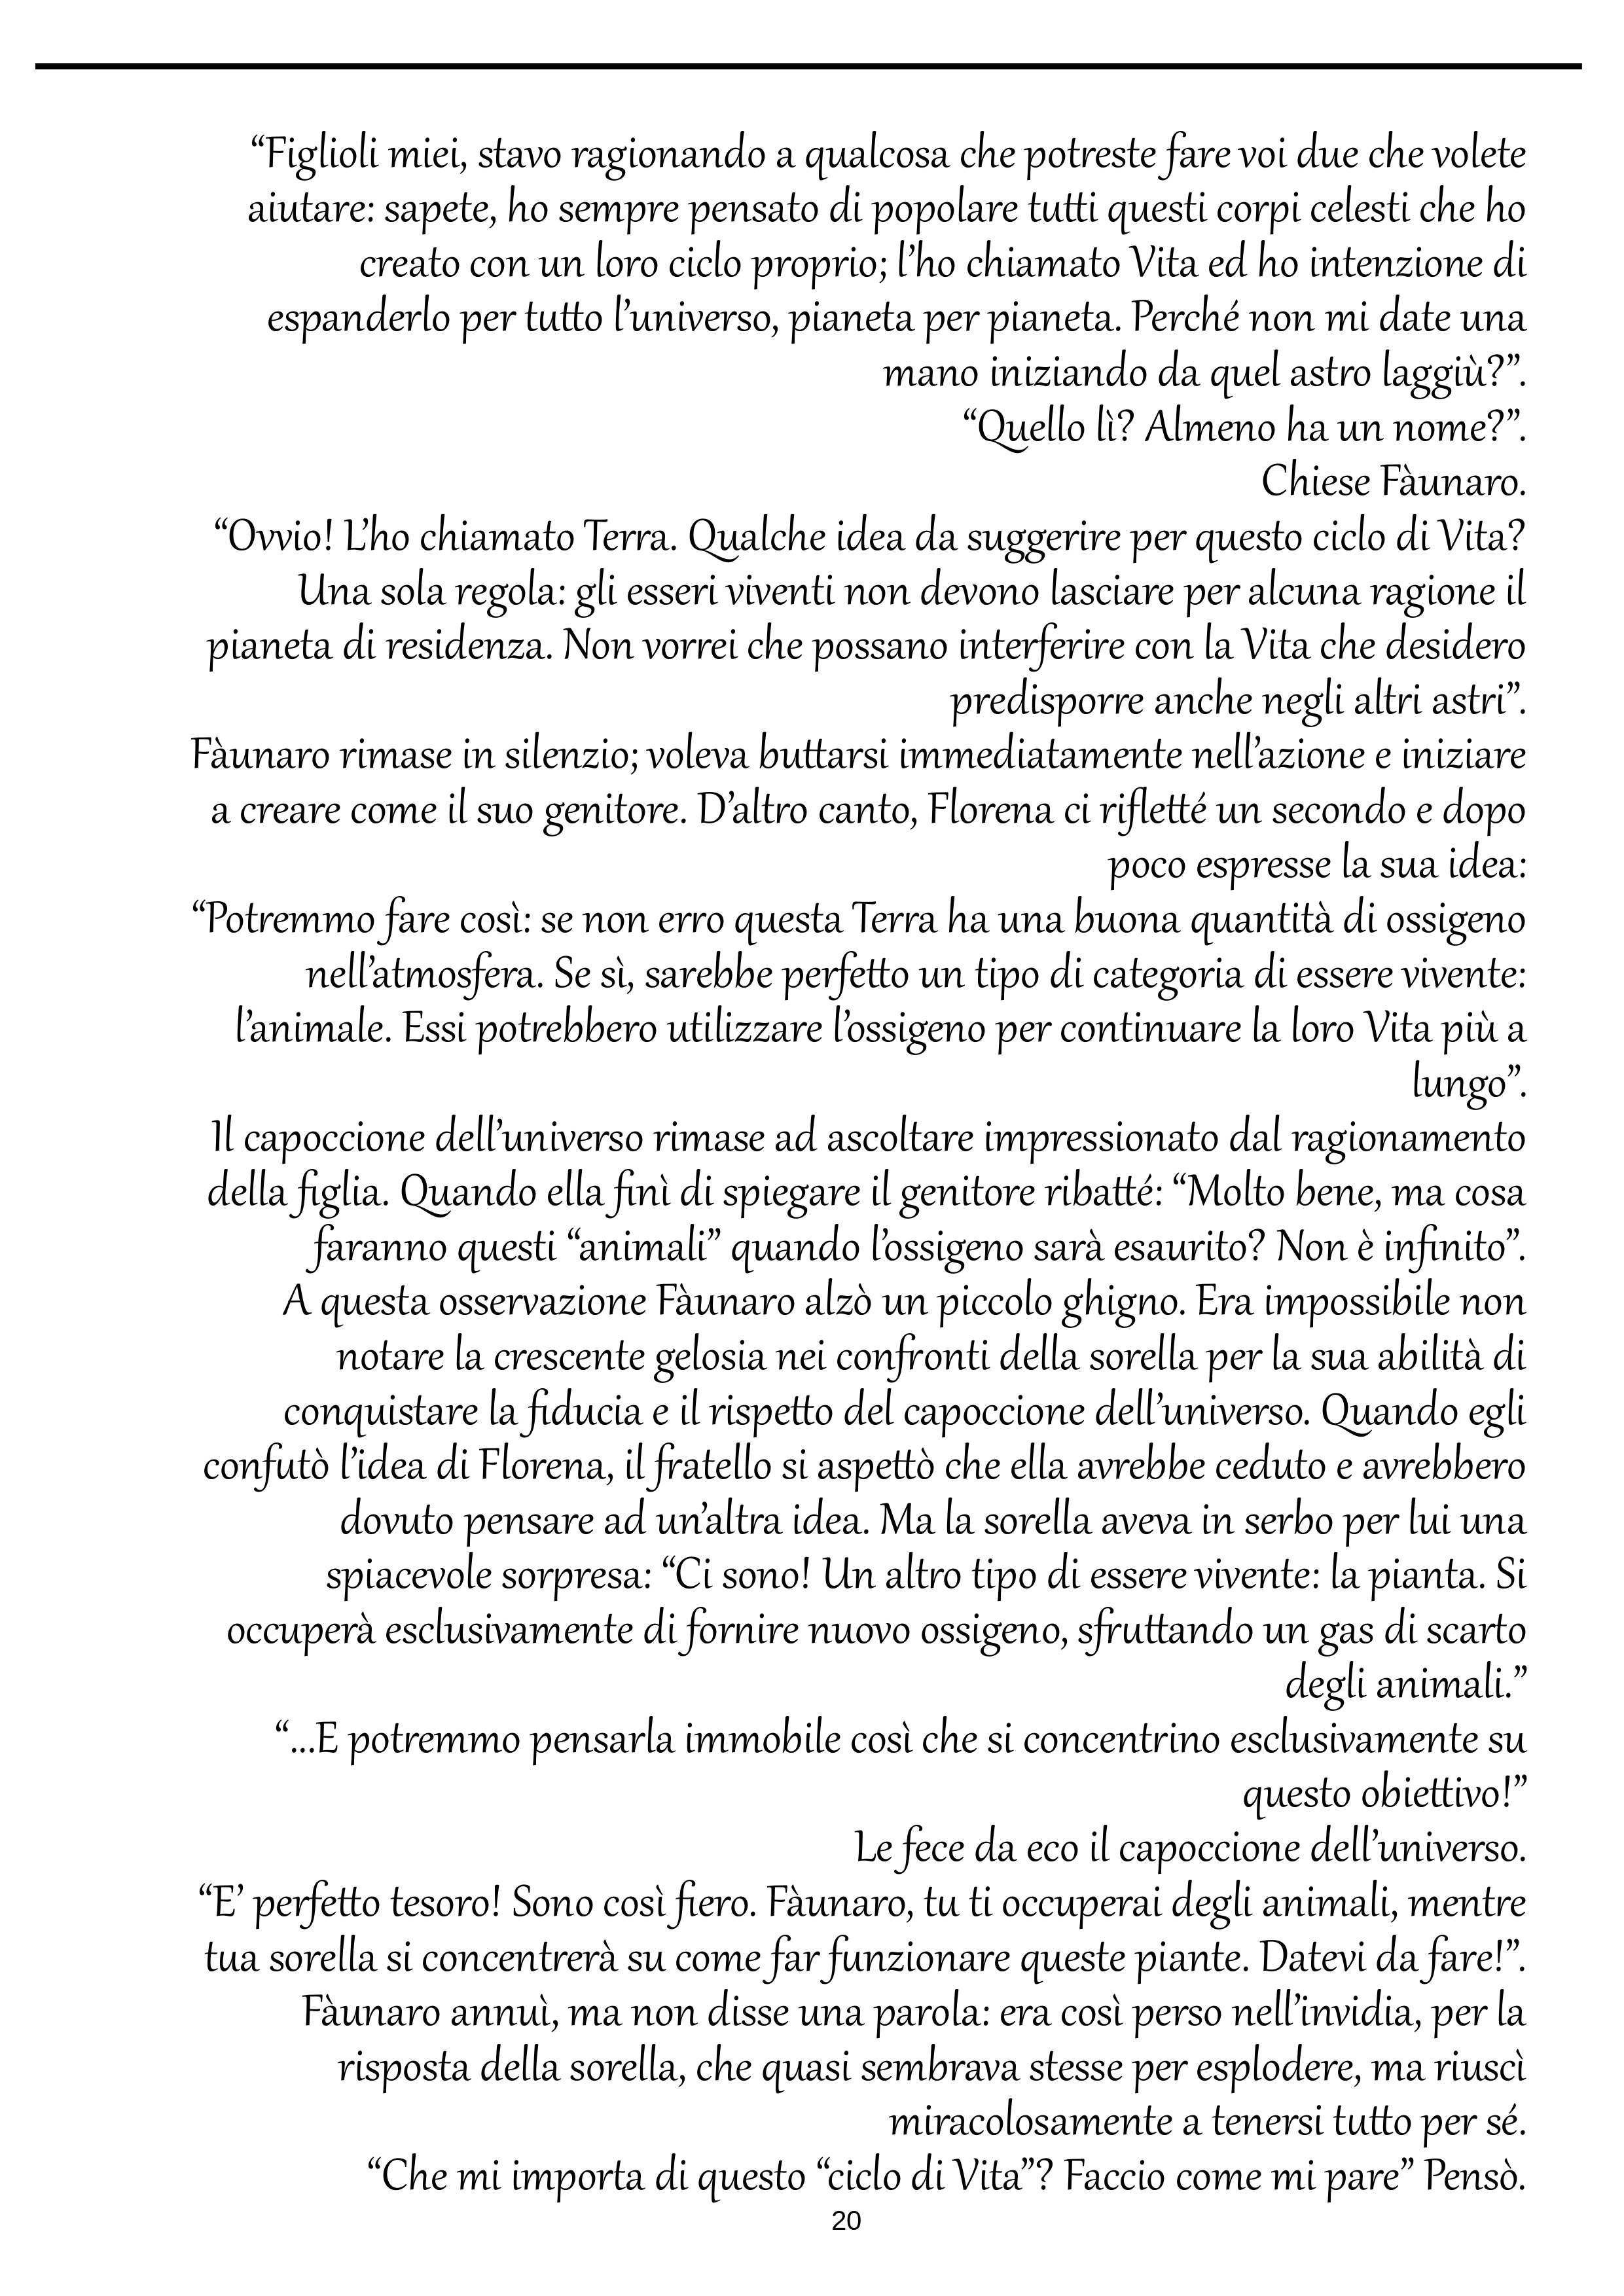 “Figlioli miei, stavo ragionando a qualcosa che potreste fare voi due che volete
aiutare: sapete, ho sempre pensato di popolare tutti questi corpi celesti che ho
creato con un loro ciclo proprio; l’ho chiamato Vita ed ho intenzione di
espanderlo per tutto l’universo, pianeta per pianeta. Perché non mi date una
mano iniziando da quel astro laggiù?”.
“Quello lì? Almeno ha un nome?”.
Chiese Fàunaro.
“Ovvio! L’ho chiamato Terra. Qualche idea da suggerire per questo ciclo di Vita?
Una sola regola: gli esseri viventi non devono lasciare per alcuna ragione il
pianeta di residenza. Non vorrei che possano interferire con la Vita che desidero
predisporre anche negli altri astri”.
Fàunaro rimase in silenzio; voleva buttarsi immediatamente nell’azione e iniziare
a creare come il suo genitore. D’altro canto, Florena ci rifletté un secondo e dopo
poco espresse la sua idea:
“Potremmo fare così: se non erro questa Terra ha una buona quantità di ossigeno
nell’atmosfera. Se sì, sarebbe perfetto un tipo di categoria di essere vivente:
l’animale. Essi potrebbero utilizzare l’ossigeno per continuare la loro Vita più a
lungo”.
Il capoccione dell’universo rimase ad ascoltare impressionato dal ragionamento
della figlia. Quando ella finì di spiegare il genitore ribatté: “Molto bene, ma cosa
faranno questi “animali” quando l’ossigeno sarà esaurito? Non è infinito”.
A questa osservazione Fàunaro alzò un piccolo ghigno. Era impossibile non
notare la crescente gelosia nei confronti della sorella per la sua abilità di
conquistare la fiducia e il rispetto del capoccione dell’universo. Quando egli
confutò l’idea di Florena, il fratello si aspettò che ella avrebbe ceduto e avrebbero
dovuto pensare ad un’altra idea. Ma la sorella aveva in serbo per lui una
spiacevole sorpresa: “Ci sono! Un altro tipo di essere vivente: la pianta. Si
occuperà esclusivamente di fornire nuovo ossigeno, sfruttando un gas di scarto
degli animali.”
“...E potremmo pensarla immobile così che si concentrino esclusivamente su
questo obiettivo!”
Le fece da eco il capoccione dell’universo.
“E’ perfetto tesoro! Sono così fiero. Fàunaro, tu ti occuperai degli animali, mentre
tua sorella si concentrerà su come far funzionare queste piante. Datevi da fare!”.
Fàunaro annuì, ma non disse una parola: era così perso nell’invidia, per la
risposta della sorella, che quasi sembrava stesse per esplodere, ma riuscì
miracolosamente a tenersi tutto per sé.
“Che mi importa di questo “ciclo di Vita”? Faccio come mi pare” Pensò.
20